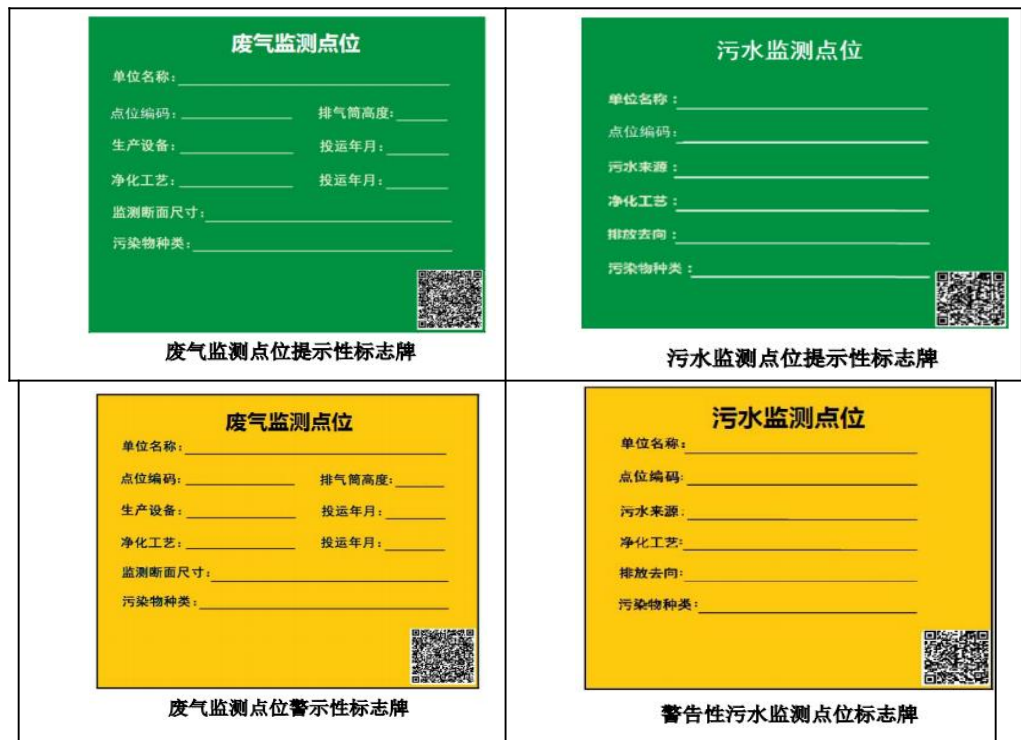 废气监测点位
单位名称:
点位编码: 排气筒高度:
生产设备: 投运年月:
净化工艺: 投运年月:
监测断面尺寸:
污染物种类:
废气监测点位提示性标志牌
污水监测点位
单位名称:
点位编码:
污水来源:
净化工艺:
排放去向:
污染物种类:
污水监测点位提示性标志牌
废气监测点位
单位名称:
点位编码: 排气筒高度:
生产设备: 投运年月:
净化工艺: 投运年月:
监测断面尺寸:
污染物种类:
废气监测点位警示性标志牌
污水监测点位
单位名称:
点位编码:
污水来源:
净化工艺:
排放去向:
污染物种类:
警告性污水监测点位标志牌